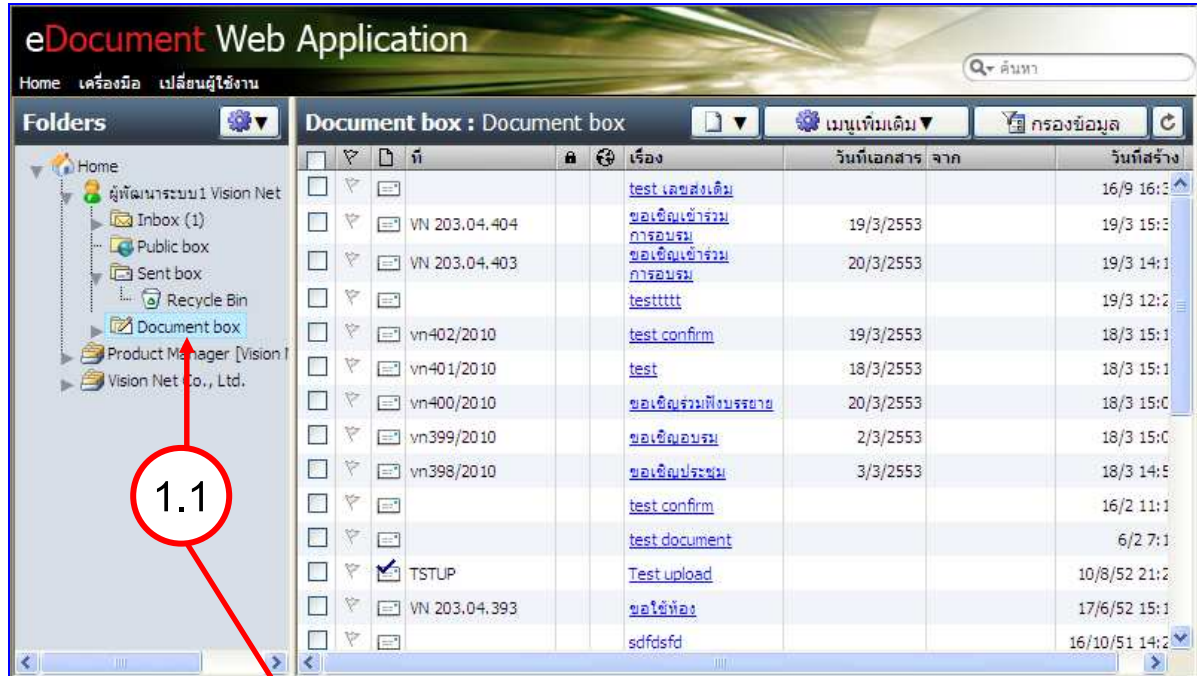 eDocument Web Application
Home เครื่องมือ เปลี่ยนผู้ใช้งาน
ค้นหา
Folders
Home
ผู้พัฒนาระบบ1 Vision Net
Inbox (1)
Public box
Sent box
Recycle Bin
Document box
Product Manager [Vision
Vision Net Co., Ltd.
1.1
Document box : Document box เมนูเพิ่มเติม กรองข้อมูล
ที่ เรื่อง วันที่เอกสาร จาก วันที่สร้าง
test เลขส่งเดิม 16/9 16:3
VN 203.04.404 ขอเชิญเข้าร่วม 19/3/2553 19/3 15:3
การอบรม
VN 203.04.403 ขอเชิญเข้าร่วม 20/3/2553 19/3 14:1
การอบรม
testtttt 19/3 12:2
vn402/2010 test confirm 19/3/2553 18/3 15:1
vn401/2010 test 18/3/2553 18/3 15:1
vn400/2010 ขอเชิญร่วมฟังบรรยาย 20/3/2553 18/3 15:0
vn399/2010 ขอเชิญอบรม 2/3/2553 18/3 15:0
vn398/2010 ขอเชิญประชุม 3/3/2553 18/3 14:5
test confirm 16/2 11:1
test document 6/2 7:1
TSTUP Test upload 10/8/52 21:2
VN 203.04.393 ขอใช้ห้อง 17/6/52 15:1
sdfdsfd 16/10/51 14:2